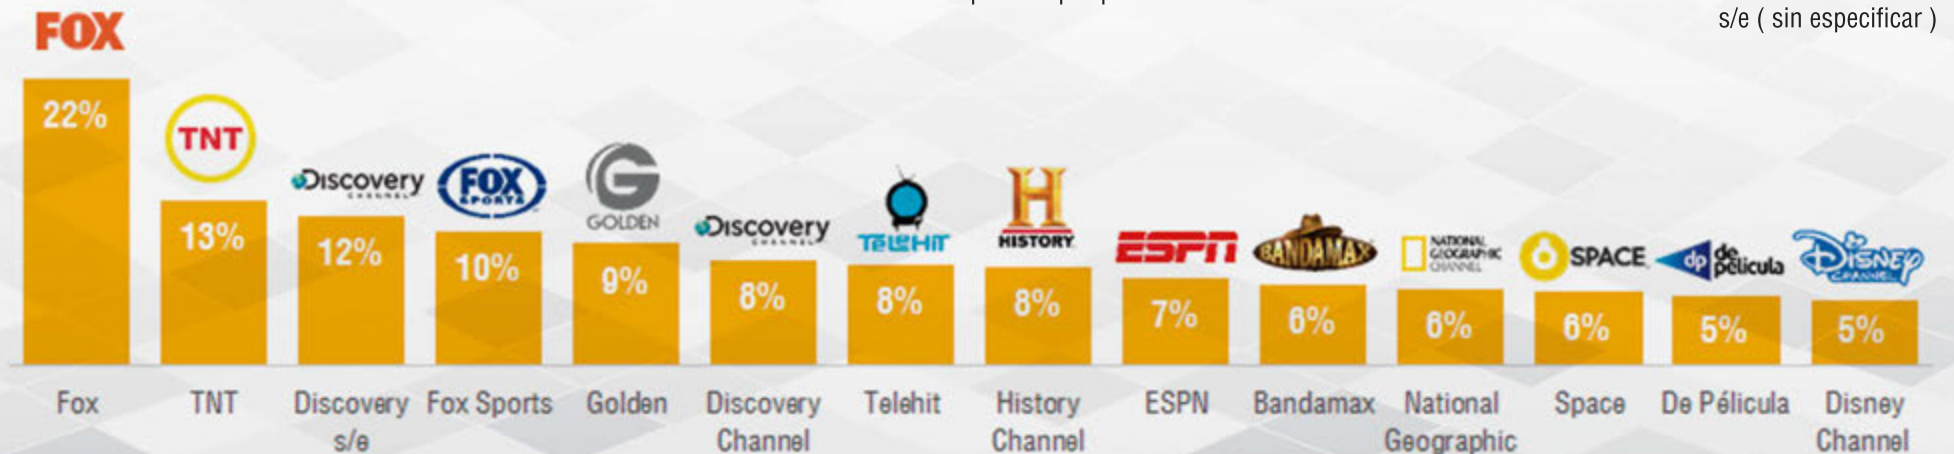 s/e ( sin especificar )
FOX
22%
TNT
13%
DISCOVERY
CHANNEL
12%
FOX
SPORTS
10%
G
GOLDEN
9%
DISCOVERY
CHANNEL
8%
TELEHIT
8%
H
HISTORY
8%
ESPN
7%
BANDAMAX
6%
NATIONAL
GEOGRAPHIC
CHANNEL
6%
SPACE
6%
dp de
película
5%
Disney
CHANNEL
5%
Fox
TNT
Discovery
s/e
Fox Sports
Golden
Discovery
Channel
Telehit
History
Channel
ESPN
Bandamax
National
Geographic
Space
De Película
Disney
Channel